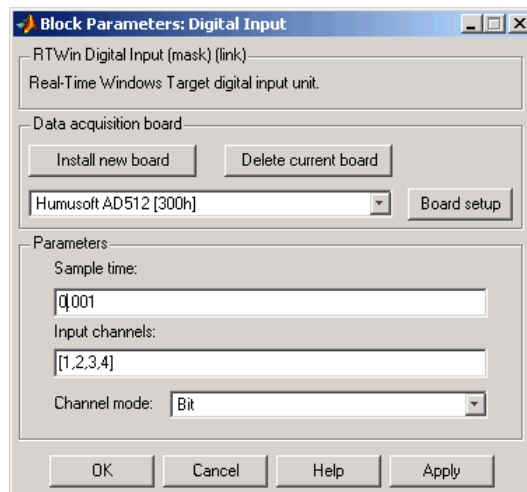 Block Parameters: Digital Input
RTWin Digital Input (mask) (link)
Real-Time Windows Target digital input unit.
Data acquisition board
Install new board Delete current board
Humusoft AD512 [300h] Board setup
Parameters
Sample time:
0.001
Input channels:
[1,2,3,4]
Channel mode: Bit
OK Cancel Help Apply